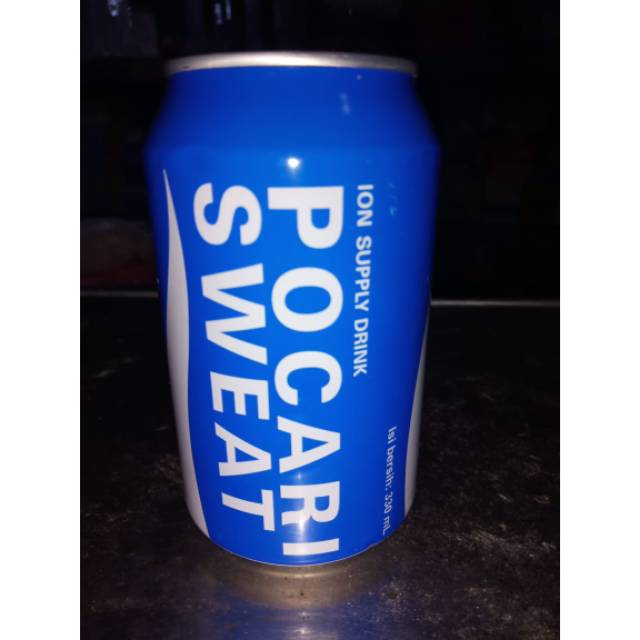 ION SUPPLY DRINK
POCARI
SWEAT
Isi bersih: 330 mL